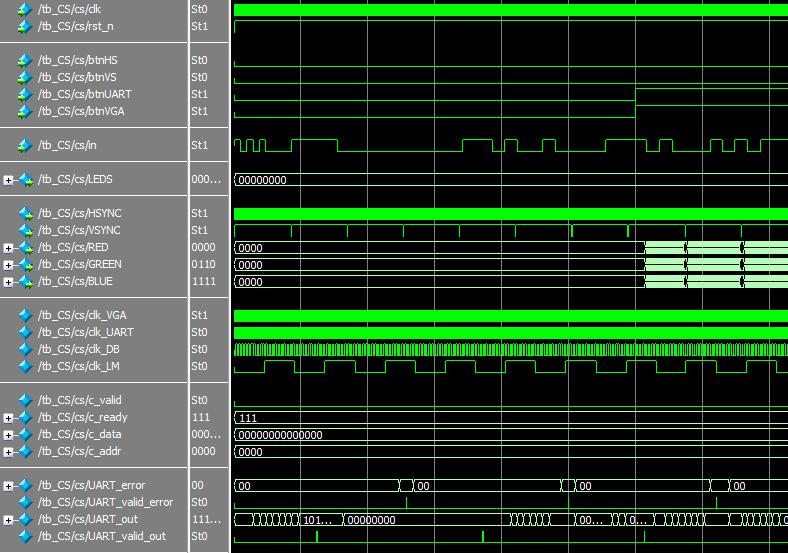 /tb_CS/cs/clk St0
/tb_CS/cs/rst_n St1
/tb_CS/cs/btnHS St0
/tb_CS/cs/btnVS St0
/tb_CS/cs/btnUART St1
/tb_CS/cs/btnVGA St1
/tb_CS/cs/in St1
/tb_CS/cs/LEDS 000... 00000000
/tb_CS/cs/HSYNC St1
/tb_CS/cs/VSYNC St1
/tb_CS/cs/RED 0000 0000
/tb_CS/cs/GREEN 0110 0000
/tb_CS/cs/BLUE 1111 0000
/tb_CS/cs/clk_VGA St1
/tb_CS/cs/clk_UART St0
/tb_CS/cs/clk_DB St0
/tb_CS/cs/clk_LM St0
/tb_CS/cs/c_valid St0
/tb_CS/cs/c_ready 111 111
/tb_CS/cs/c_data 000... 00000000000000
/tb_CS/cs/c_addr 0000 0000
/tb_CS/cs/UART_error 00 00 00 00 00
/tb_CS/cs/UART_valid_error St0
/tb_CS/cs/UART_out 111... 101... 00000000 00... 0...
/tb_CS/cs/UART_valid_out St0